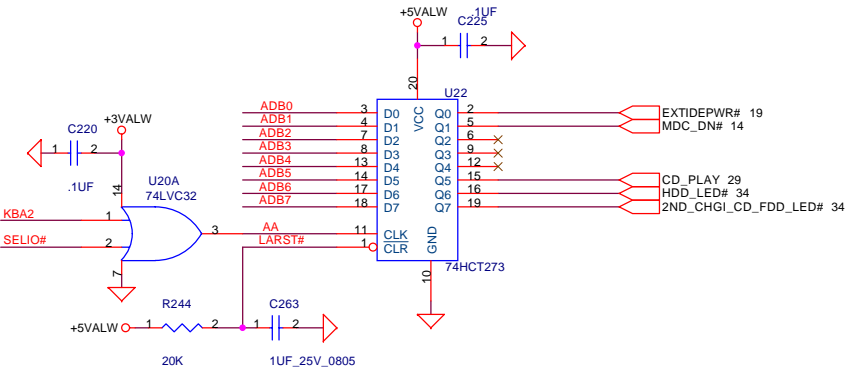 +5VALW
.1UF
C225
1
2
20
U22
VCC
ADB0 3 D0 Q0 2 EXTIDEPWR# 19
ADB1 4 D1 Q1 5 MDC_DN# 14
ADB2 7 D2 Q2 6
ADB3 8 D3 Q3 9
ADB4 13 D4 Q4 12
ADB5 14 D5 Q5 15 CD_PLAY 29
ADB6 17 D6 Q6 16 HDD_LED# 34
ADB7 18 D7 Q7 19 2ND_CHGI_CD_FDD_LED# 34
+3VALW
C220
1 2
.1UF
14
U20A
74LVC32
KBA2 1
SELIO# 2
3
7
AA 11 CLK
LARST# 1 CLR
GND
10
74HCT273
R244
C263
+5VALW 1 2 1 2
20K
1UF_25V_0805